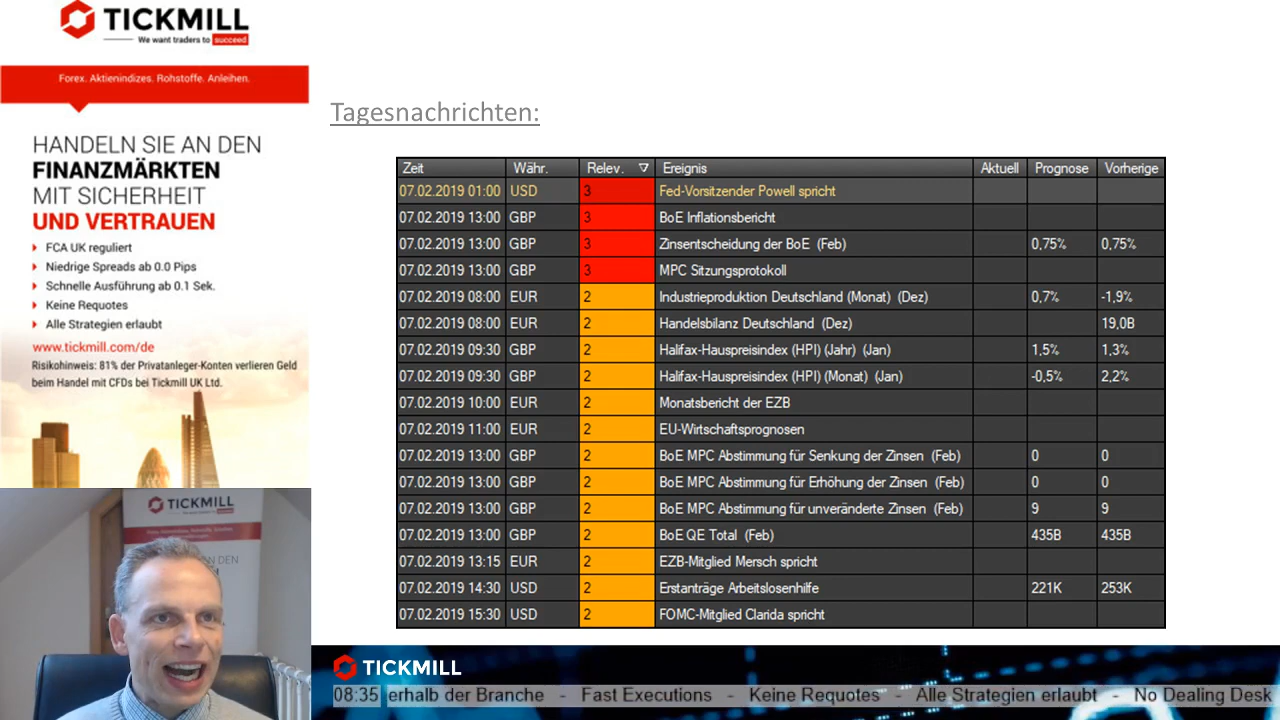 TICKMILL
We want traders to succeed
Forex. Aktienindizes. Rohstoffe. Anleihen.
HANDELN SIE AN DEN
FINANZMÄRKTEN
MIT SICHERHEIT
UND VERTRAUEN
FCA UK reguliert
Niedrige Spreads ab 0.0 Pips
Schnelle Ausführung ab 0.1 Sek.
Keine Requotes
Alle Strategien erlaubt
www.tickmill.com/de
Risikohinweis: 81% der Privatanleger-Konten verlieren Geld
beim Handel mit CFDs bei Tickmill UK Ltd.
TICKMILL
Tagesnachrichten:
Zeit Währ. Relev. Ereignis Aktuell Prognose Vorherige
07.02.2019 01:00 USD 3 Fed-Vorsitzender Powell spricht
07.02.2019 13:00 GBP 3 BoE Inflationsbericht
07.02.2019 13:00 GBP 3 Zinsentscheidung der BoE (Feb) 0,75% 0,75%
07.02.2019 13:00 GBP 3 MPC Sitzungsprotokoll
07.02.2019 08:00 EUR 2 Industrieproduktion Deutschland (Monat) (Dez) 0,7% -1,9%
07.02.2019 08:00 EUR 2 Handelsbilanz Deutschland (Dez) 19,0B
07.02.2019 09:30 GBP 2 Halifax-Hauspreisindex (HPI) (Jahr) (Jan) 1,5% 1,3%
07.02.2019 09:30 GBP 2 Halifax-Hauspreisindex (HPI) (Monat) (Jan) -0,5% 2,2%
07.02.2019 10:00 EUR 2 Monatsbericht der EZB
07.02.2019 11:00 EUR 2 EU-Wirtschaftsprognosen
07.02.2019 13:00 GBP 2 BoE MPC Abstimmung für Senkung der Zinsen (Feb) 0 0
07.02.2019 13:00 GBP 2 BoE MPC Abstimmung für Erhöhung der Zinsen (Feb) 0 0
07.02.2019 13:00 GBP 2 BoE MPC Abstimmung für unveränderte Zinsen (Feb) 9 9
07.02.2019 13:00 GBP 2 BoE QE Total (Feb) 435B 435B
07.02.2019 13:15 EUR 2 EZB-Mitglied Mersch spricht
07.02.2019 14:30 USD 2 Erstanträge Arbeitslosenhilfe 221K 253K
07.02.2019 15:30 USD 2 FOMC-Mitglied Clarida spricht
TICKMILL
08:35 erhalb der Branche - Fast Executions - Keine Requotes - Alle Strategien erlaubt - No Dealing Desk